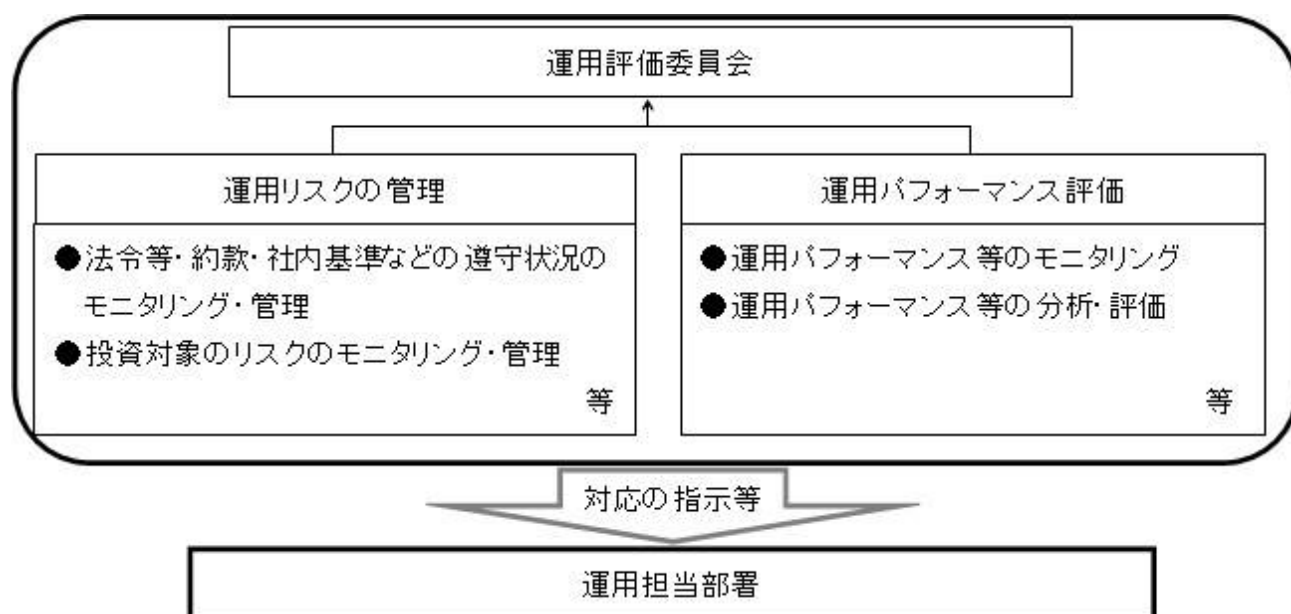 運用評価委員会
運用リスクの管理
●法令等・約款・社内基準などの遵守状況の
モニタリング・管理
●投資対象のリスクのモニタリング・管理
等
運用パフォーマンス評価
●運用パフォーマンス等のモニタリング
●運用パフォーマンス等の分析・評価
等
対応の指示等
運用担当部署